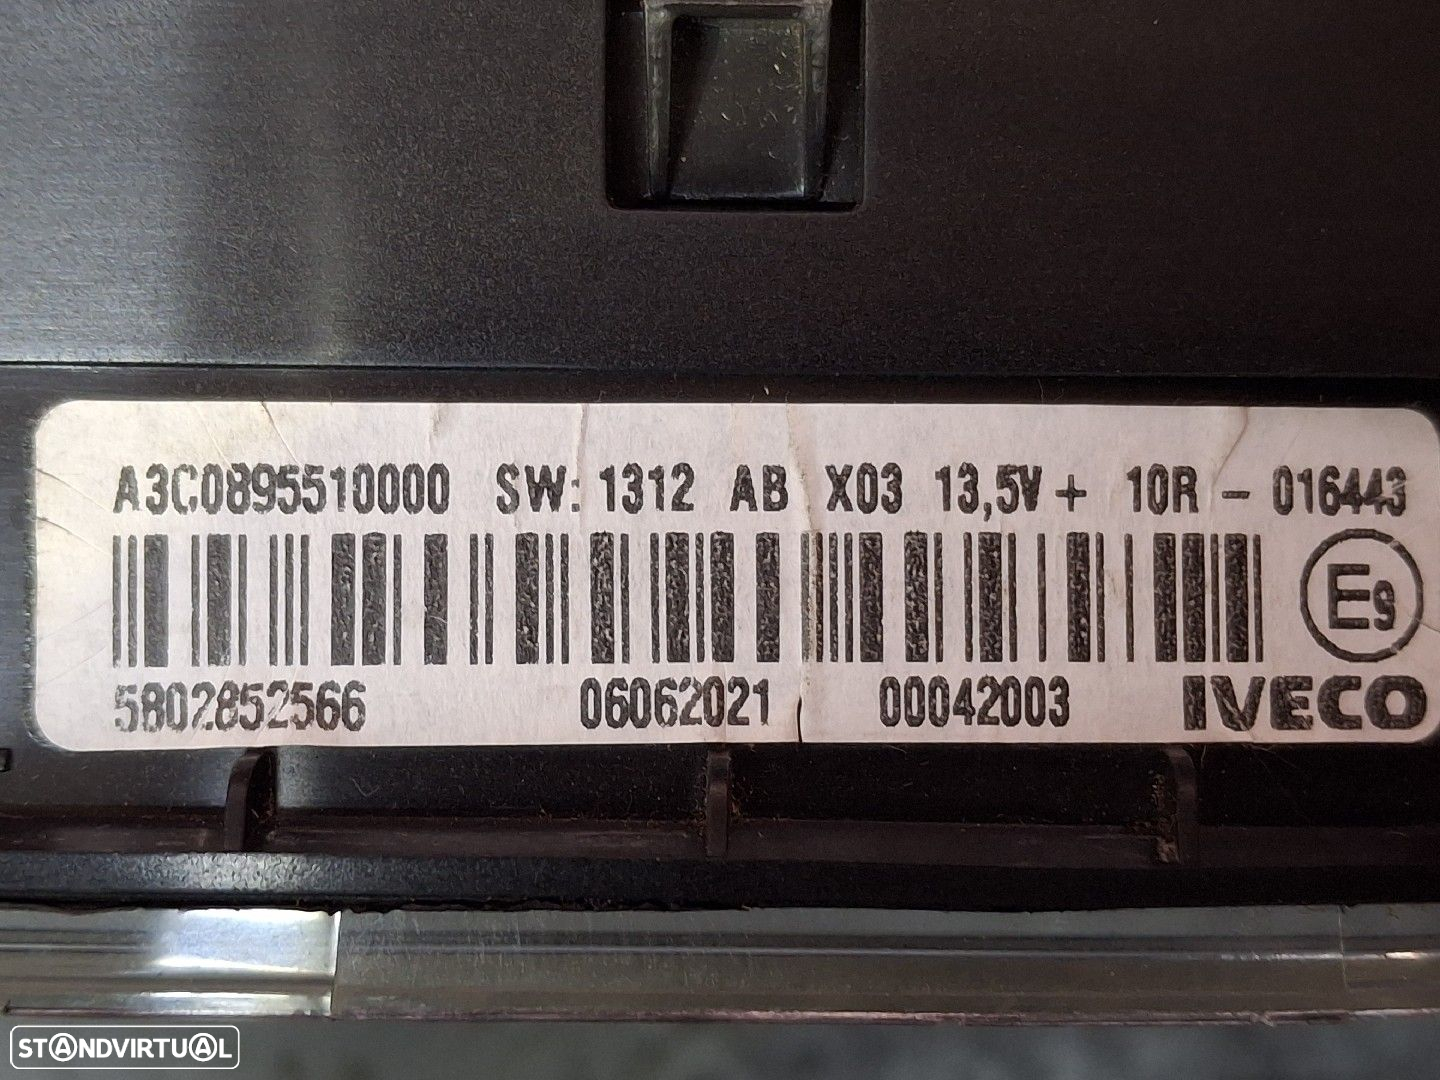 A3C0895510000 SW: 1312 AB X03 13,5V + 10R - 016443
E9
5802852566 06062021 00042003 IVECO
STANDVIRTUAL